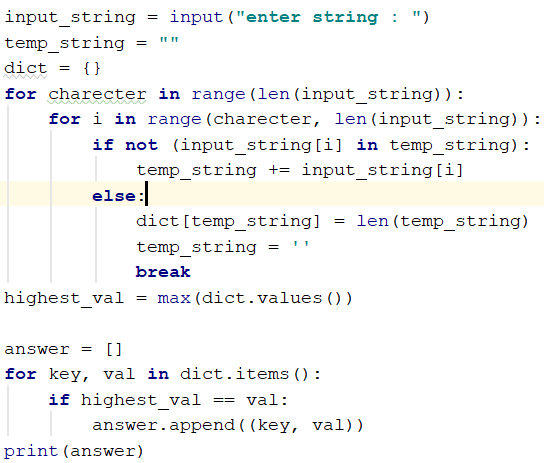 input_string = input("enter string : ")
temp_string = ""
dict = {}
for charecter in range(len(input_string)):
    for i in range(charecter, len(input_string)):
        if not (input_string[i] in temp_string):
            temp_string += input_string[i]
        else:
            dict[temp_string] = len(temp_string)
            temp_string = ''
            break
highest_val = max(dict.values())

answer = []
for key, val in dict.items():
    if highest_val == val:
        answer.append((key, val))
print(answer)